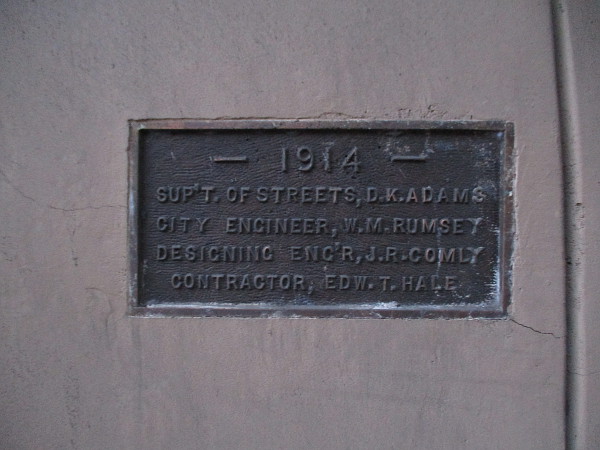 — 1914 —
SUP'T. OF STREETS, D.K. ADAMS
CITY ENGINEER, W.M. RUMSEY
DESIGNING ENG'R, J.R. COMLY
CONTRACTOR, EDW. T. HALE